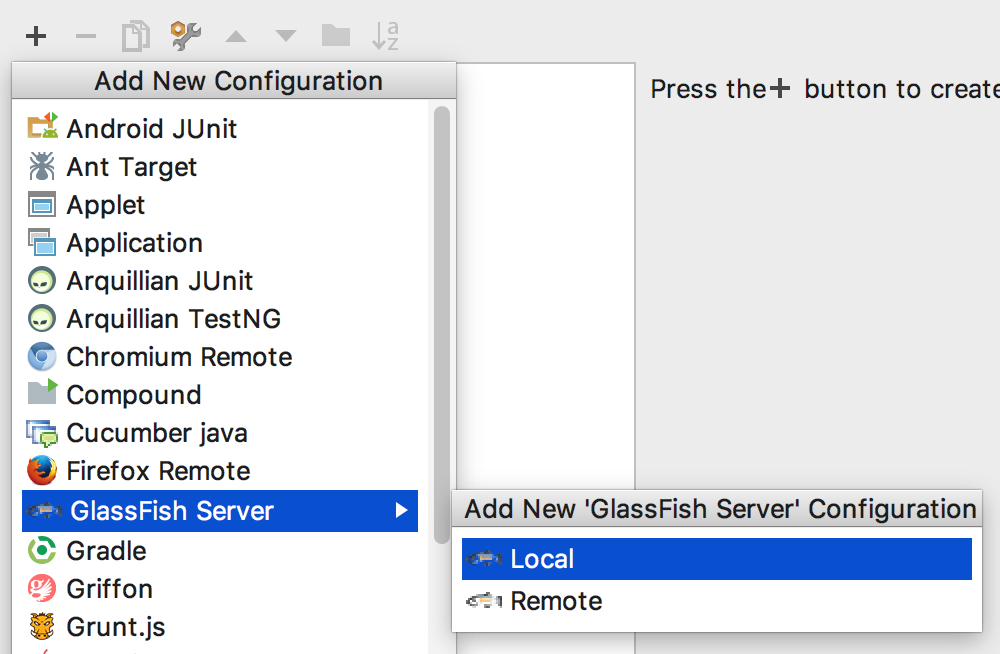 Add New Configuration
Press the + button to create
Android JUnit
Ant Target
Applet
Application
Arquillian JUnit
Arquillian TestNG
Chromium Remote
Compound
Cucumber java
Firefox Remote
GlassFish Server
Gradle
Griffon
Grunt.js
Add New 'GlassFish Server' Configuration
Local
Remote